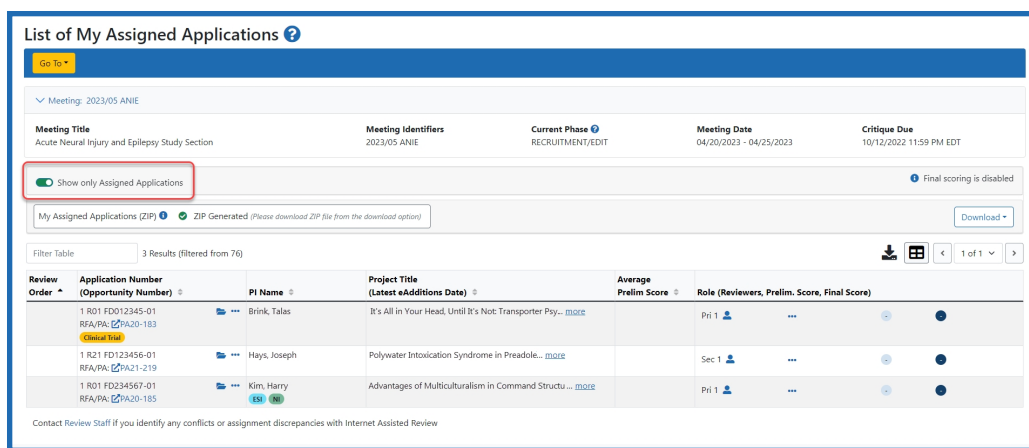 List of My Assigned Applications ?
Go To
Meeting: 2023/05 ANIE
Meeting Title
Acute Neural Injury and Epilepsy Study Section
Meeting Identifiers
2023/05 ANIE
Current Phase ?
RECRUITMENT/EDIT
Meeting Date
04/20/2023 - 04/25/2023
Critique Due
10/12/2022 11:59 PM EDT
Show only Assigned Applications
Final scoring is disabled
My Assigned Applications (ZIP) ZIP Generated (Please download ZIP file from the download option)
Download
Filter Table
3 Results (filtered from 76)
1 of 1
Review Order
Application Number (Opportunity Number)
PI Name
Project Title (Latest eAdditions Date)
Average Prelim Score
Role (Reviewers, Prelim. Score, Final Score)
1 R01 FD012345-01 ••• Brink, Talas It's All in Your Head, Until It's Not: Transporter Psy... more Pri 1 ••• - -
RFA/PA: PA20-183
Clinical Trial
1 R21 FD123456-01 ••• Hays, Joseph Polywater Intoxication Syndrome in Preadole... more Sec 1 ••• - -
RFA/PA: PA21-219
1 R01 FD234567-01 ••• Kim, Harry Advantages of Multiculturalism in Command Structu ... more Pri 1 ••• - -
RFA/PA: PA20-185 ESI NI
Contact Review Staff if you identify any conflicts or assignment discrepancies with Internet Assisted Review